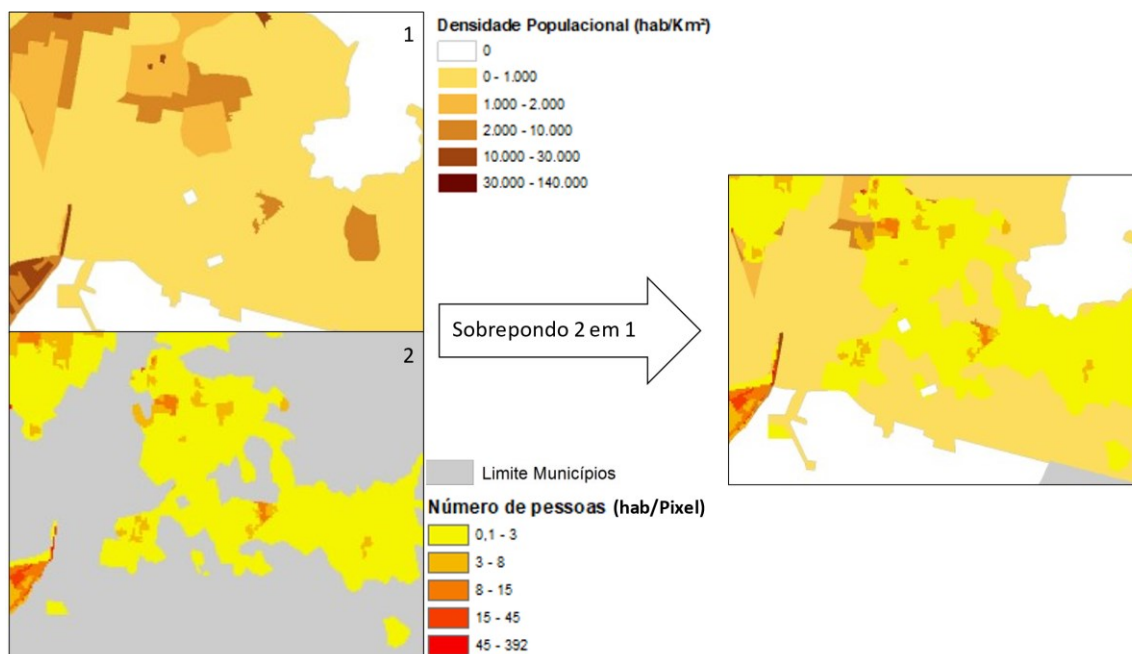 1
Densidade Populacional (hab/Km²)
0
0 - 1.000
1.000 - 2.000
2.000 - 10.000
10.000 - 30.000
30.000 - 140.000
Sobrepondo 2 em 1
2
Limite Municípios
Número de pessoas (hab/Pixel)
0,1 - 3
3 - 8
8 - 15
15 - 45
45 - 392